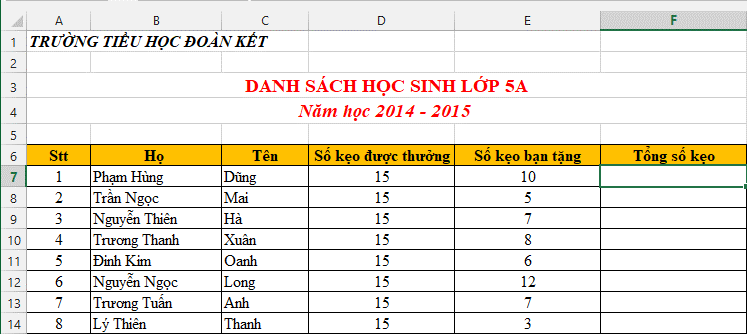 A B C D E F
1 TRƯỜNG TIỂU HỌC ĐOÀN KẾT
2
3 DANH SÁCH HỌC SINH LỚP 5A
4 Năm học 2014 - 2015
5
6 Stt Họ Tên Số kẹo được thưởng Số kẹo bạn tặng Tổng số kẹo
7 1 Phạm Hùng Dũng 15 10
8 2 Trần Ngọc Mai 15 5
9 3 Nguyễn Thiên Hà 15 7
10 4 Trương Thanh Xuân 15 8
11 5 Đinh Kim Oanh 15 6
12 6 Nguyễn Ngọc Long 15 12
13 7 Trương Tuấn Anh 15 7
14 8 Lý Thiên Thanh 15 3